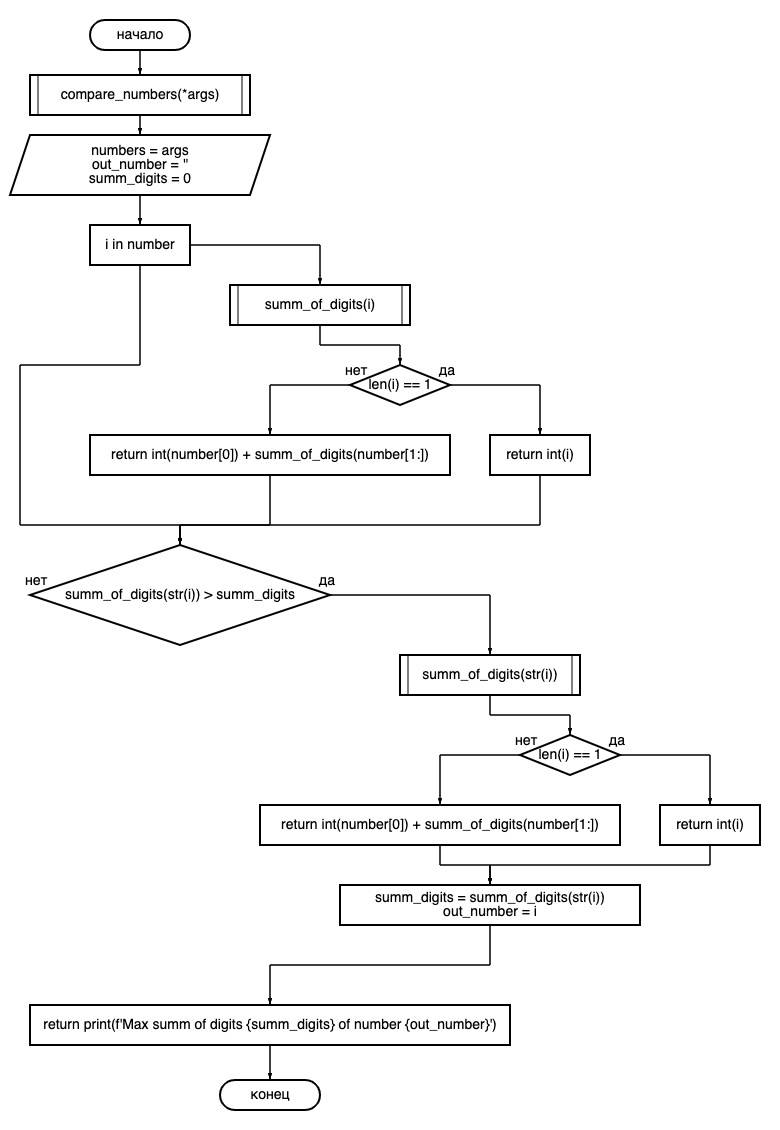 начало
compare_numbers(*args)
numbers = args
out_number = "
summ_digits = 0
i in number
summ_of_digits(i)
нет
да
len(i) == 1
return int(number[0]) + summ_of_digits(number[1:])
return int(i)
нет
да
summ_of_digits(str(i)) > summ_digits
summ_of_digits(str(i))
нет
да
len(i) == 1
return int(number[0]) + summ_of_digits(number[1:])
return int(i)
summ_digits = summ_of_digits(str(i))
out_number = i
return print(f'Max summ of digits {summ_digits} of number {out_number}')
конец